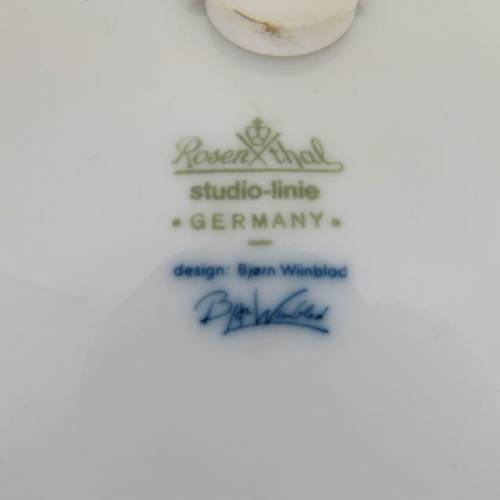 Rosenthal
studio-linie
• GERMANY •
design: Bjørn Wiinblad
Bjørn Wiinblad